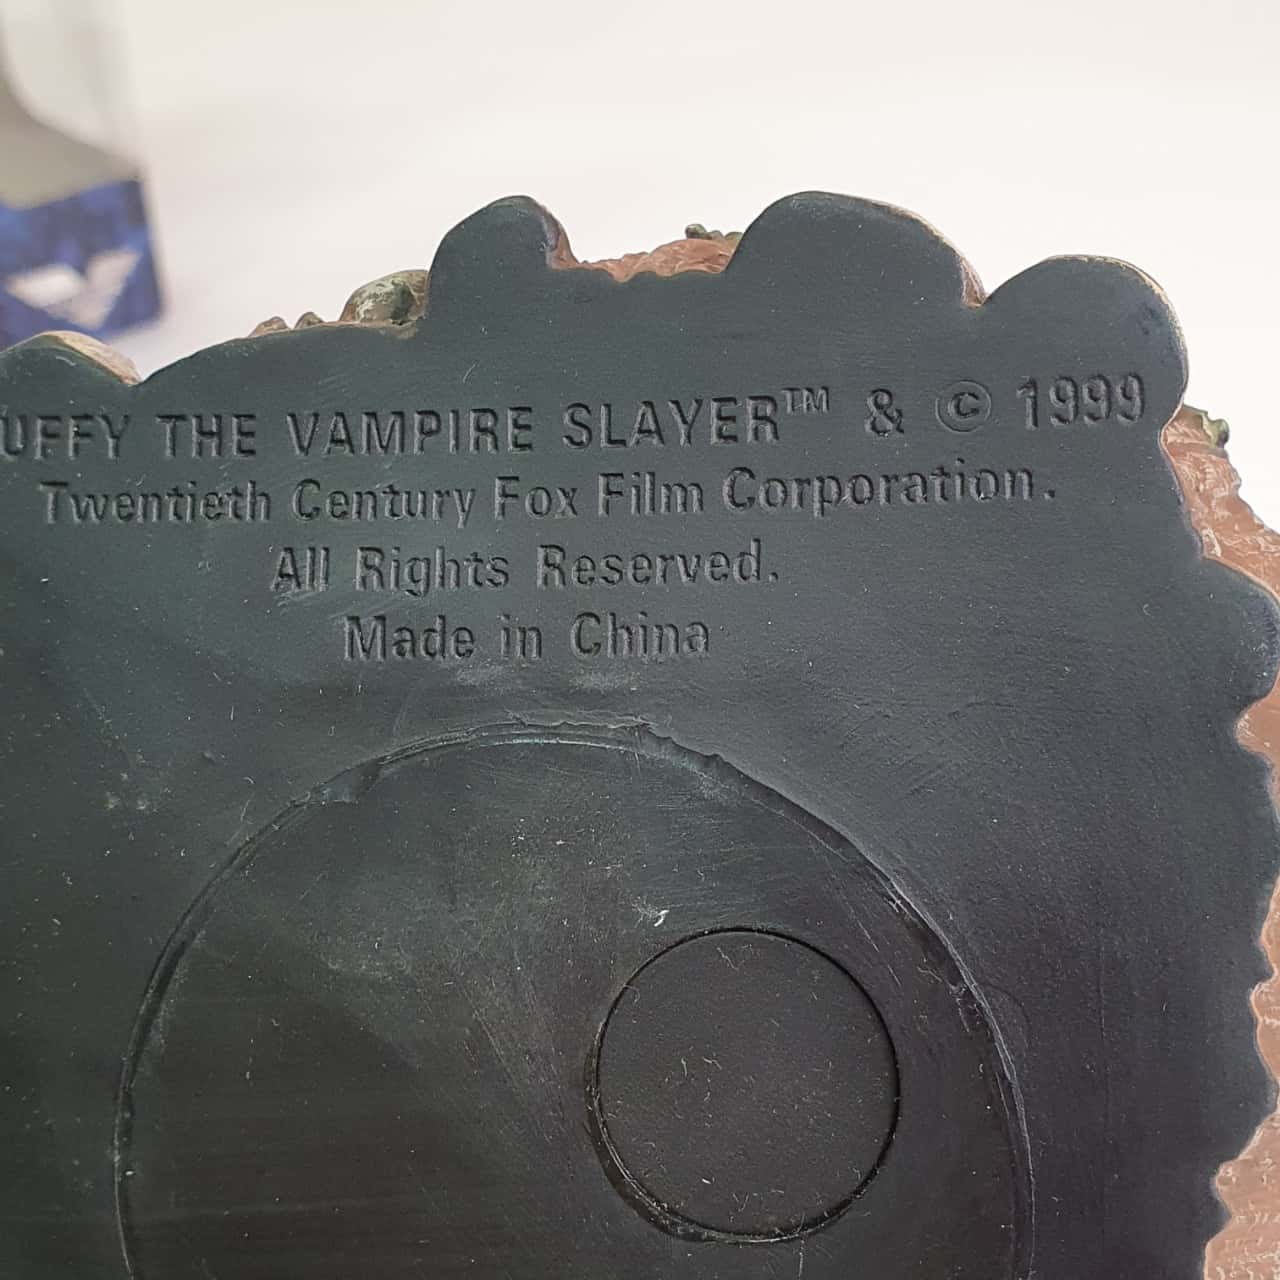 UFFY THE VAMPIRE SLAYER™ & © 1999
Twentieth Century Fox Film Corporation.
All Rights Reserved.
Made in China